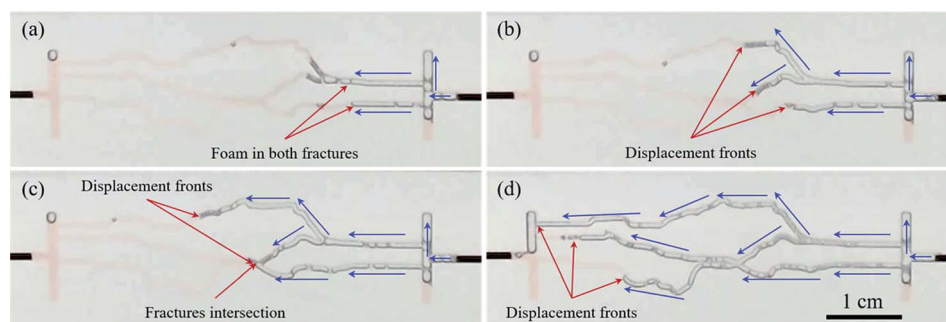 (a)
Foam in both fractures
(b)
Displacement fronts
(c)
Displacement fronts
Fractures intersection
(d)
Displacement fronts
1 cm